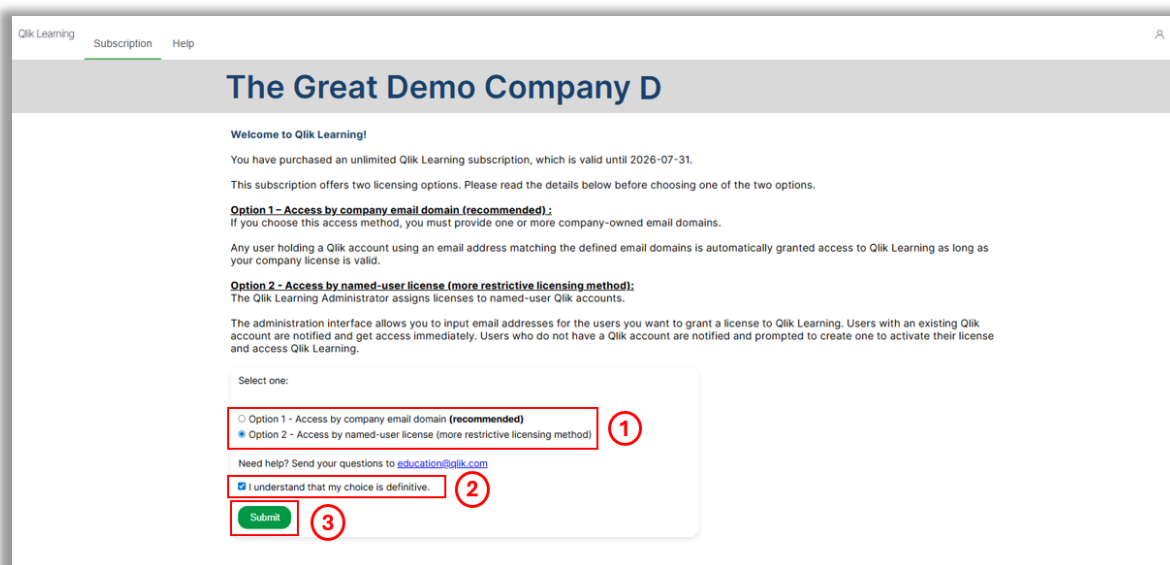 Qlik Learning
Subscription
Help
The Great Demo Company D
Welcome to Qlik Learning!
You have purchased an unlimited Qlik Learning subscription, which is valid until 2026-07-31.
This subscription offers two licensing options. Please read the details below before choosing one of the two options.
Option 1 – Access by company email domain (recommended) :
If you choose this access method, you must provide one or more company-owned email domains.
Any user holding a Qlik account using an email address matching the defined email domains is automatically granted access to Qlik Learning as long as
your company license is valid.
Option 2 - Access by named-user license (more restrictive licensing method):
The Qlik Learning Administrator assigns licenses to named-user Qlik accounts.
The administration interface allows you to input email addresses for the users you want to grant a license to Qlik Learning. Users with an existing Qlik
account are notified and get access immediately. Users who do not have a Qlik account are notified and prompted to create one to activate their license
and access Qlik Learning.
Select one:
Option 1 - Access by company email domain (recommended)
Option 2 - Access by named-user license (more restrictive licensing method)
1
Need help? Send your questions to education@qlik.com
I understand that my choice is definitive.
2
Submit
3